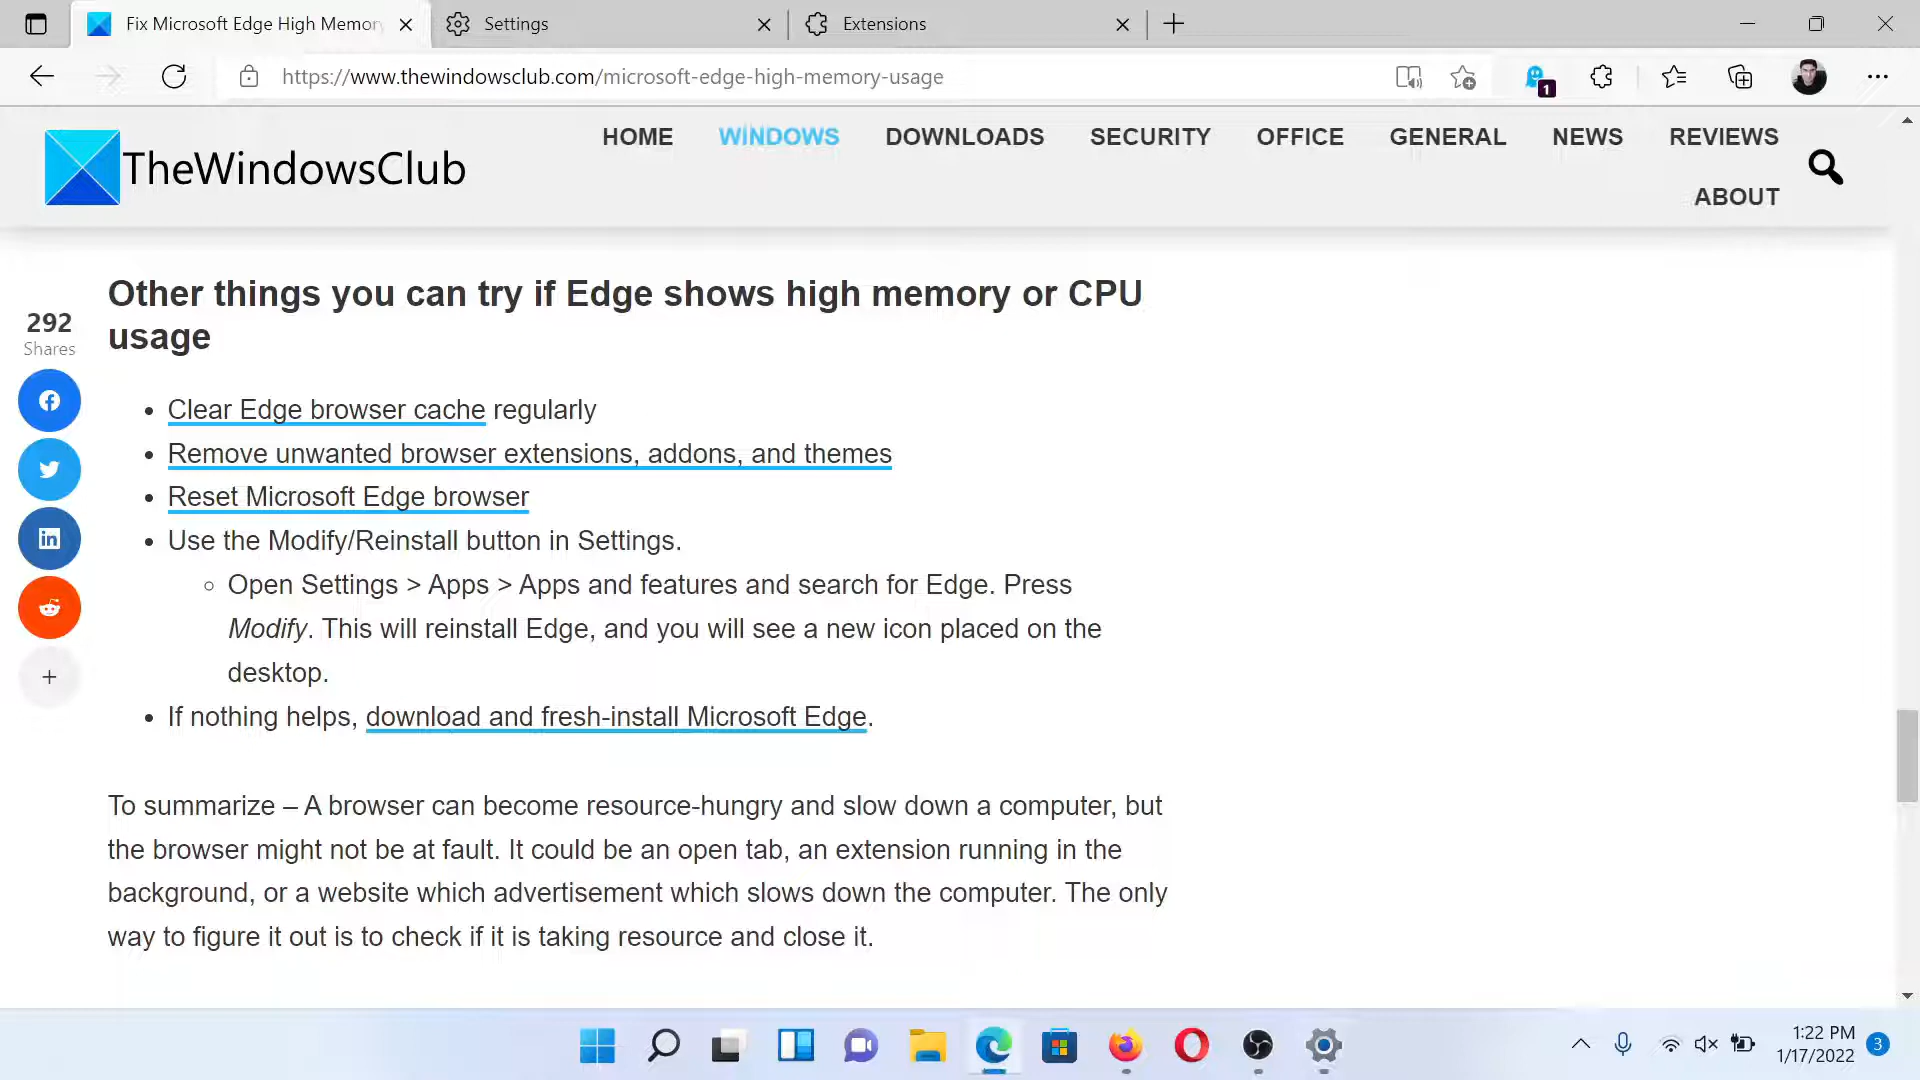 Fix Microsoft Edge High Memor
Settings
Extensions
https://www.thewindowsclub.com/microsoft-edge-high-memory-usage
1
TheWindowsClub
HOME WINDOWS DOWNLOADS SECURITY OFFICE GENERAL NEWS REVIEWS
ABOUT
Other things you can try if Edge shows high memory or CPU
usage
292
Shares
• Clear Edge browser cache regularly
• Remove unwanted browser extensions, addons, and themes
• Reset Microsoft Edge browser
• Use the Modify/Reinstall button in Settings.
○ Open Settings > Apps > Apps and features and search for Edge. Press
Modify. This will reinstall Edge, and you will see a new icon placed on the
desktop.
• If nothing helps, download and fresh-install Microsoft Edge.
To summarize – A browser can become resource-hungry and slow down a computer, but
the browser might not be at fault. It could be an open tab, an extension running in the
background, or a website which advertisement which slows down the computer. The only
way to figure it out is to check if it is taking resource and close it.
1:22 PM
1/17/2022
3